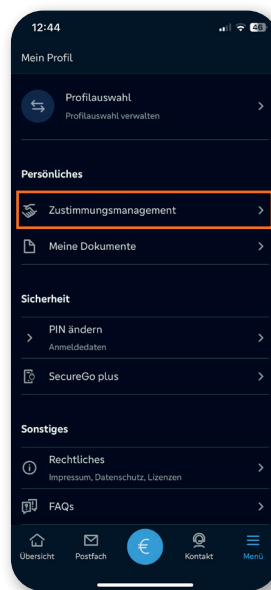 12:44
46
Mein Profil
Profilauswahl
Profilauswahl verwalten
Persönliches
Zustimmungsmanagement
Meine Dokumente
Sicherheit
PIN ändern
Anmeldedaten
SecureGo plus
Sonstiges
Rechtliches
Impressum, Datenschutz, Lizenzen
FAQs
€
Übersicht Postfach Kontakt Menü